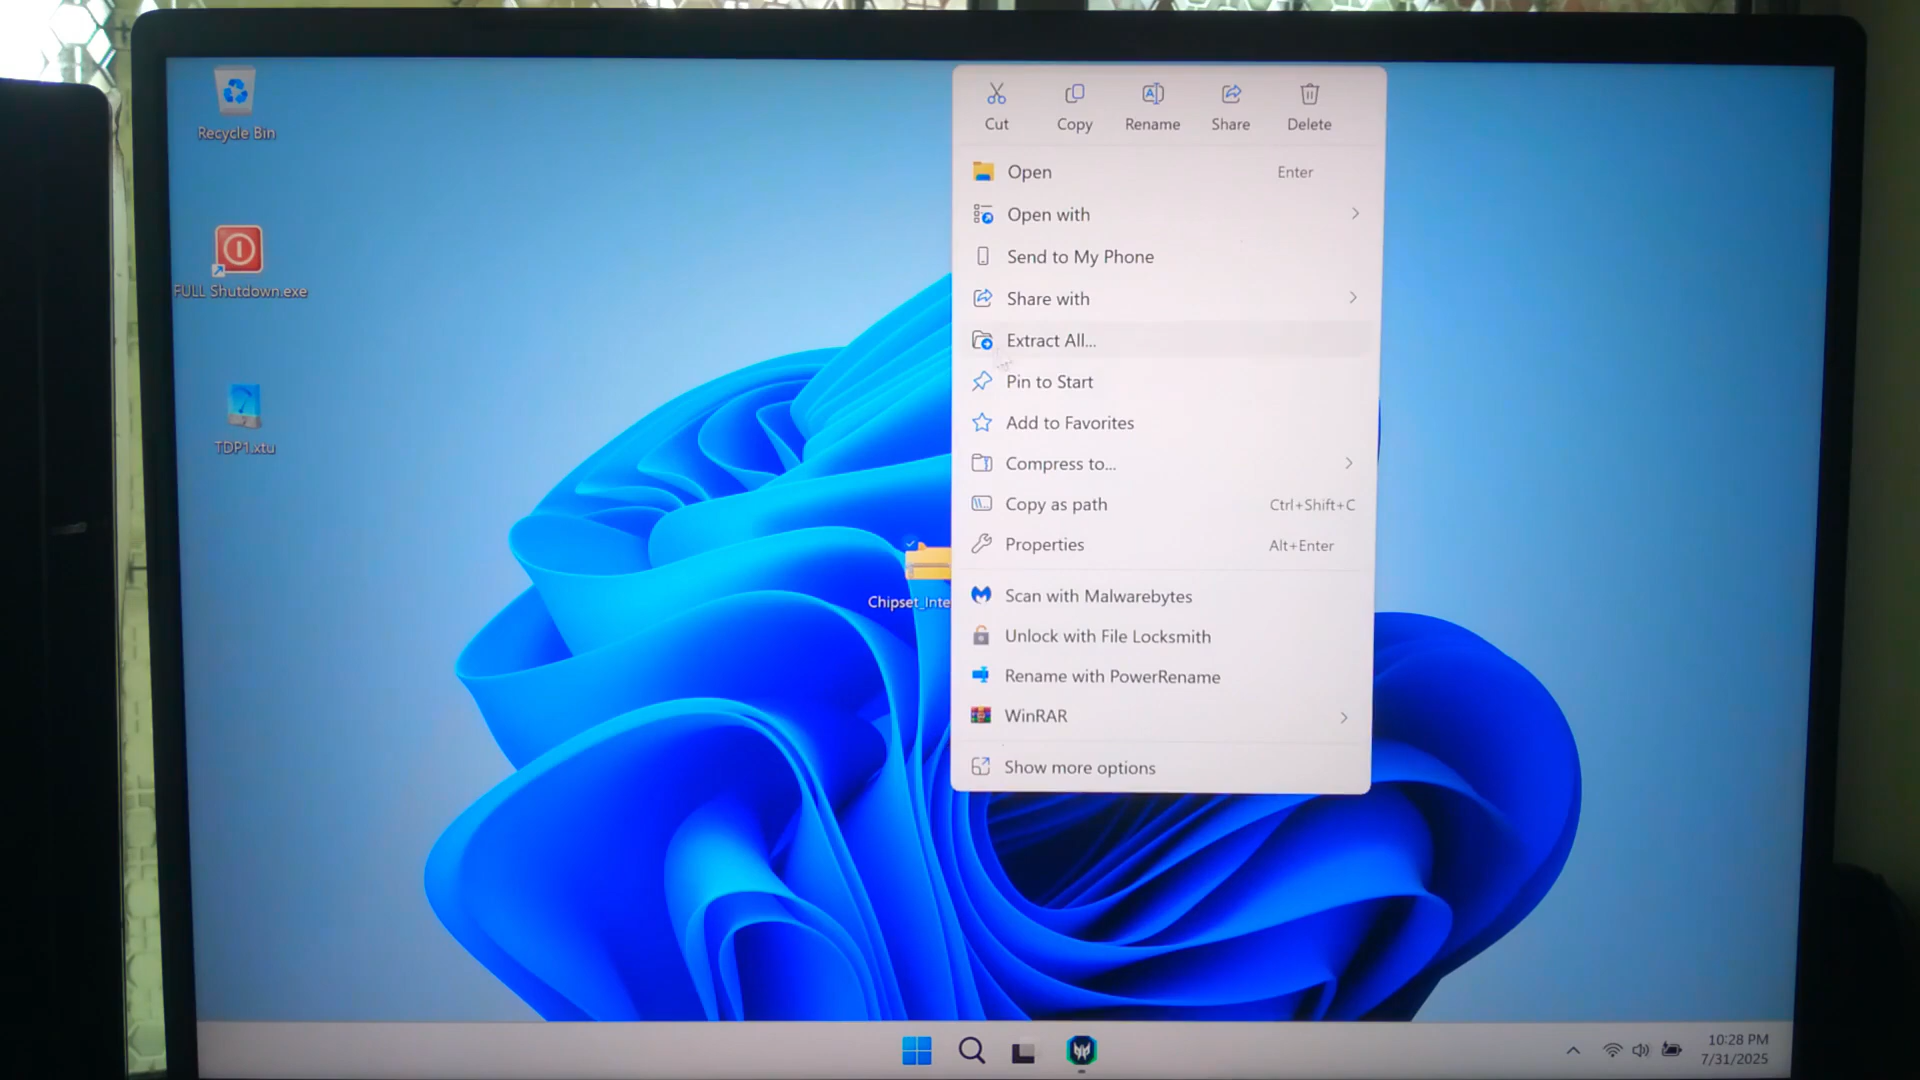 Recycle Bin
FULL Shutdown.exe
TDP1.xtu
Chipset_Inte
Cut
Copy
Rename
Share
Delete
Open Enter
Open with
Send to My Phone
Share with
Extract All...
Pin to Start
Add to Favorites
Compress to...
Copy as path Ctrl+Shift+C
Properties Alt+Enter
Scan with Malwarebytes
Unlock with File Locksmith
Rename with PowerRename
WinRAR
Show more options
10:28 PM
7/31/2025